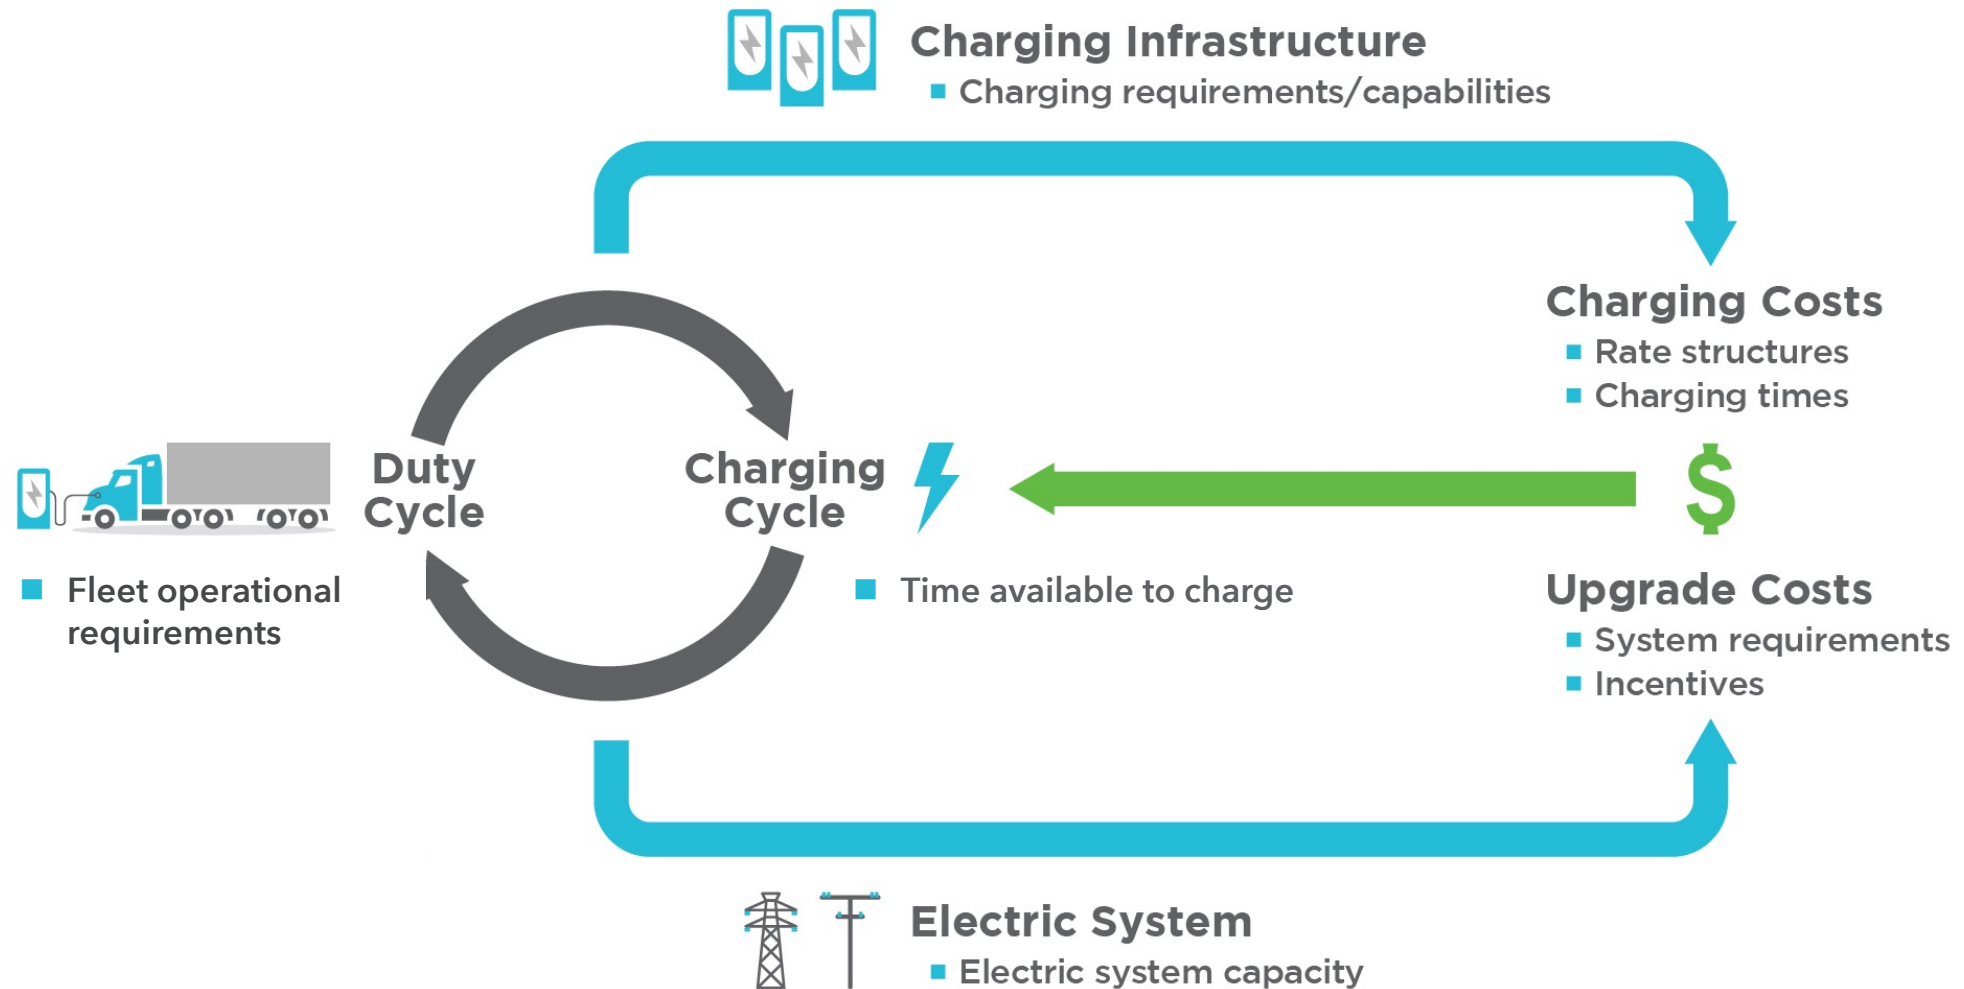 Charging Infrastructure
Charging requirements/capabilities
Charging Costs
Rate structures
Charging times
Duty
Cycle
Charging
Cycle
Fleet operational
requirements
Time available to charge
$
Upgrade Costs
System requirements
Incentives
Electric System
Electric system capacity